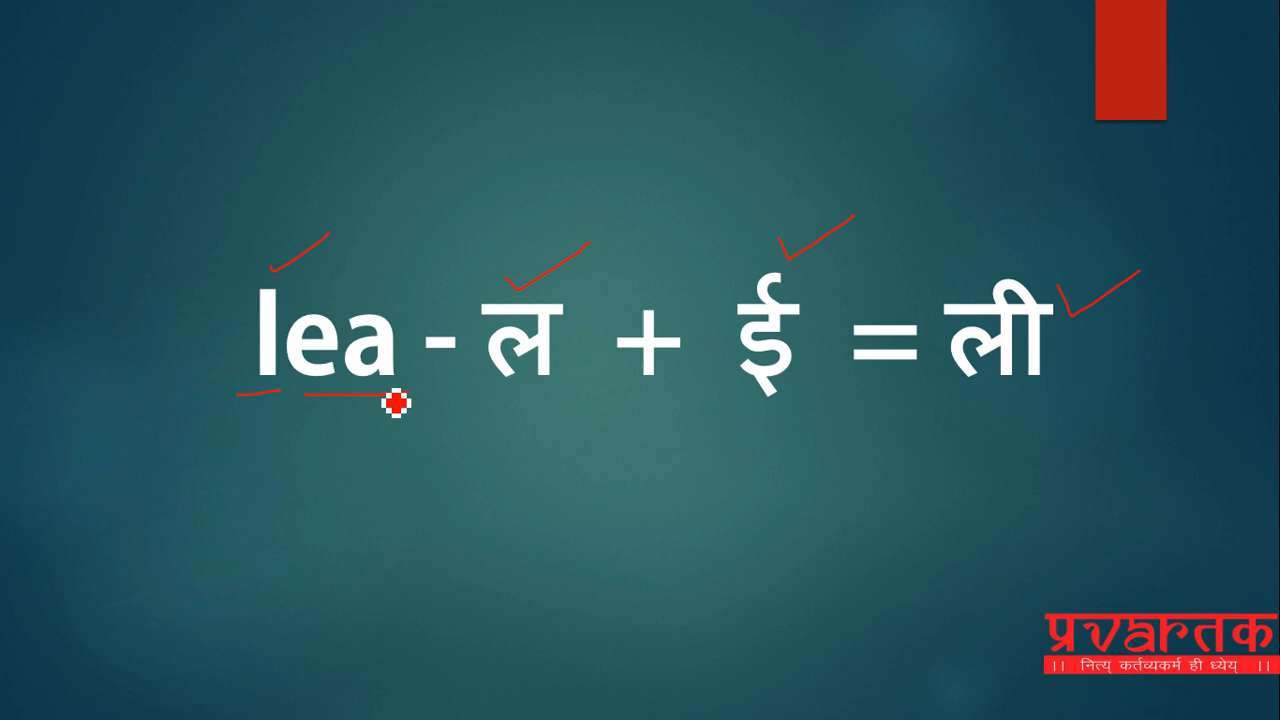 lea - ल + ई = ली
प्रvartक
।। नित्य् कर्तव्यकर्म ही ध्येय् ।।